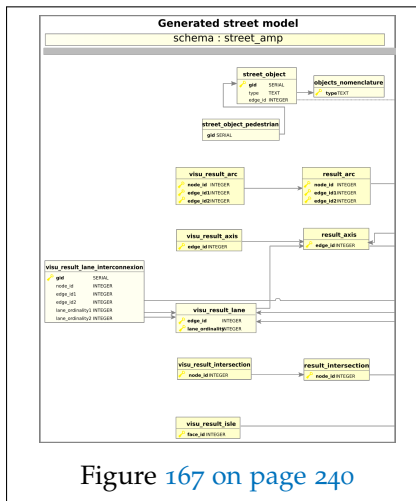 Generated street model
schema : street_amp
street_object
gid SERIAL
type TEXT
edge_id INTEGER
objects_nomenclature
type TEXT
street_object_pedestrian
gid SERIAL
visu_result_arc
node_id INTEGER
edge_id1 INTEGER
edge_id2 INTEGER
result_arc
node_id INTEGER
edge_id1 INTEGER
edge_id2 INTEGER
visu_result_axis
edge_id INTEGER
result_axis
edge_id INTEGER
visu_result_lane_interconnexion
gid SERIAL
node_id INTEGER
edge_id1 INTEGER
edge_id2 INTEGER
lane_ordinality1 INTEGER
lane_ordinality2 INTEGER
visu_result_lane
edge_id INTEGER
lane_ordinality INTEGER
visu_result_intersection
node_id INTEGER
result_intersection
node_id INTEGER
visu_result_isle
face_id INTEGER
Figure 167 on page 240